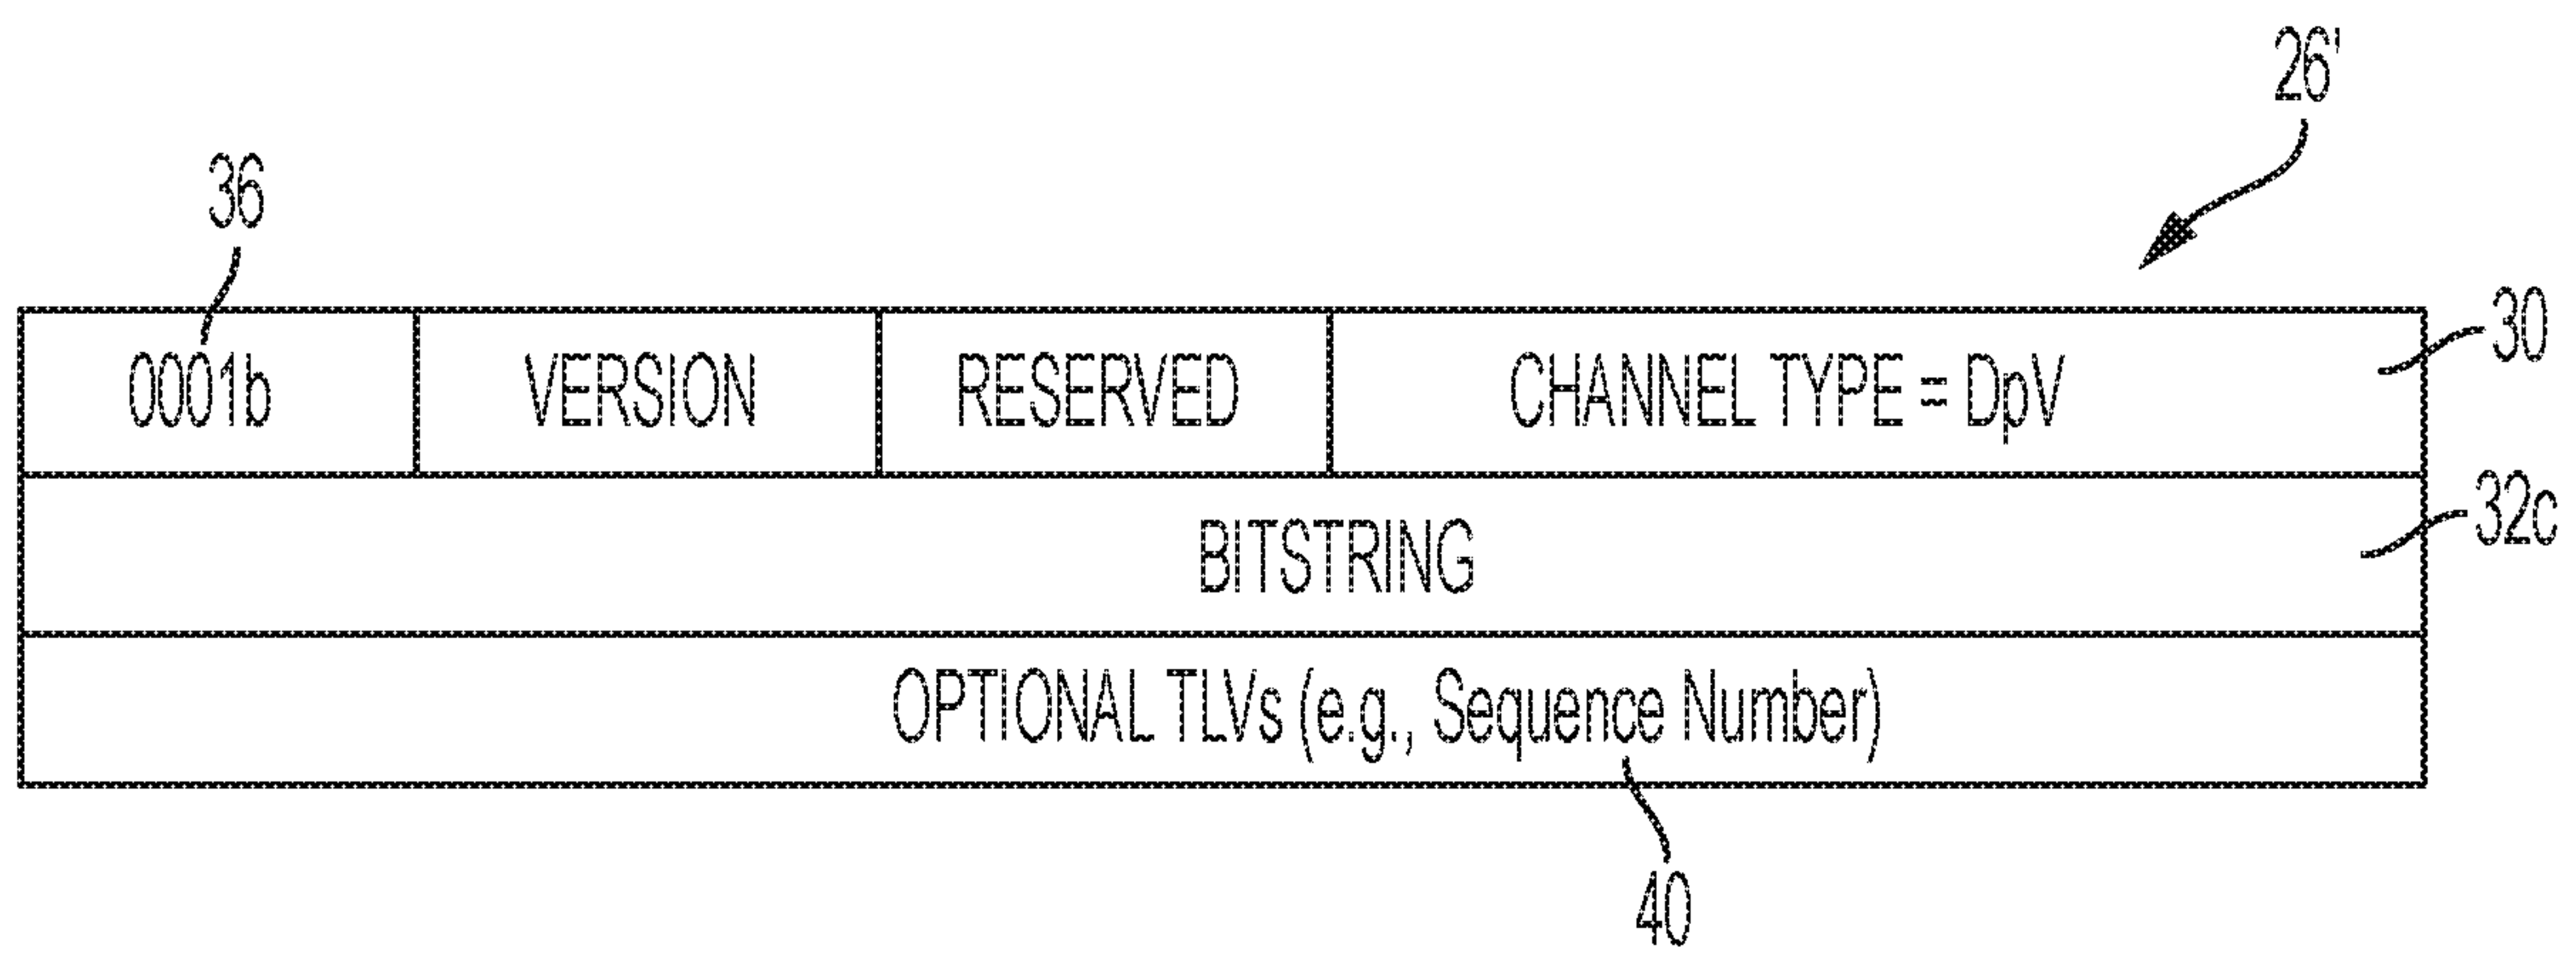 26'
36
0001b VERSION RESERVED CHANNEL TYPE = DpV 30
BITSTRING 32c
OPTIONAL TLVs (e.g., Sequence Number)
40